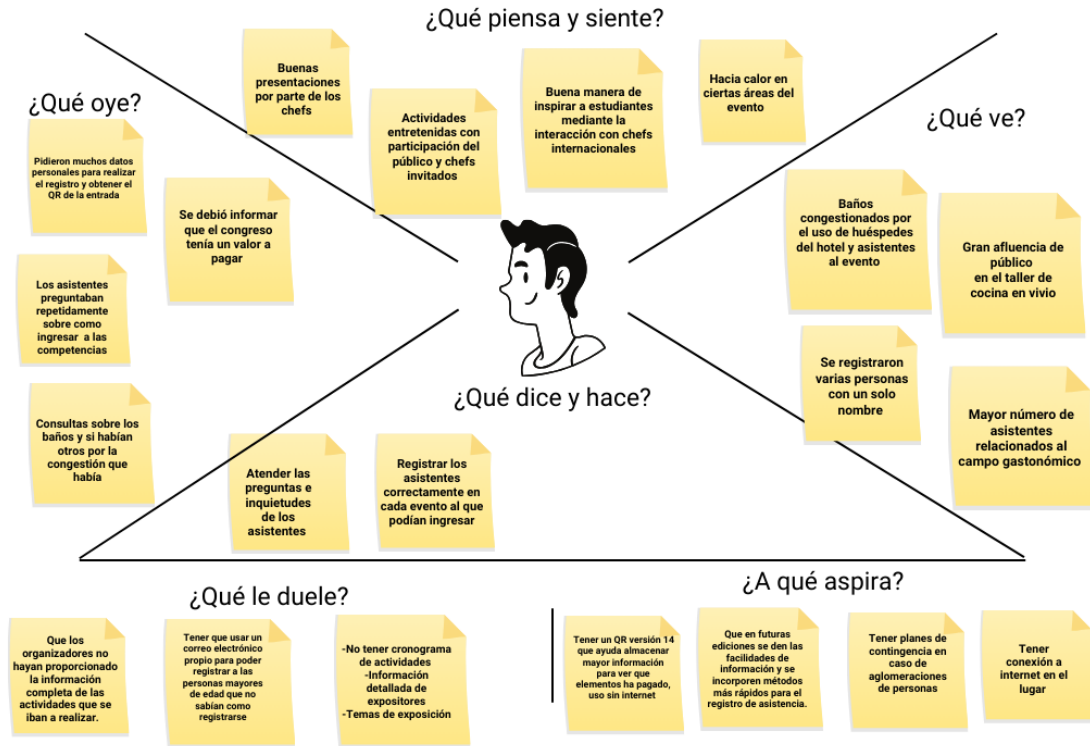 ¿Qué piensa y siente?
Buenas
presentaciones
por parte de los
chefs
Actividades
entretenidas con
participación del
público y chefs
invitados
Buena manera de
inspirar a estudiantes
mediante la
interacción con chefs
internacionales
Hacia calor en
ciertas áreas del
evento
¿Qué oye?
Pidieron muchos datos
personales para realizar
el registro y obtener el
QR de la entrada
Se debió informar
que el congreso
tenía un valor a
pagar
Los asistentes
preguntaban
repetidamente
sobre como
ingresar a las
competencias
Consultas sobre los
baños y si habían
otros por la
congestión que
había
¿Qué ve?
Baños
congestionados por
el uso de huéspedes
del hotel y asistentes
al evento
Gran afluencia de
público
en el taller de
cocina en vivio
Se registraron
varias personas
con un solo
nombre
Mayor número de
asistentes
relacionados al
campo gastonómico
¿Qué dice y hace?
Atender las
preguntas e
inquietudes
de los
asistentes
Registrar los
asistentes
correctamente en
cada evento al que
podían ingresar
¿Qué le duele?
Que los
organizadores no
hayan proporcionado
la información
completa de las
actividades que se
iban a realizar.
Tener que usar un
correo electrónico
propio para poder
registrar a las
personas mayores
de edad que no
sabían como
registrarse
-No tener cronograma
de actividades
-Información
detallada de
expositores
-Temas de exposición
¿A qué aspira?
Tener un QR versión 14
que ayuda almacenar
mayor información
para ver que
elementos ha pagado,
uso sin internet
Que en futuras
ediciones se den las
facilidades de
información y se
incorporen métodos
más rápidos para el
registro de asistencia.
Tener planes de
contingencia en
caso de
aglomeraciones
de personas
Tener
conexión a
internet en el
lugar